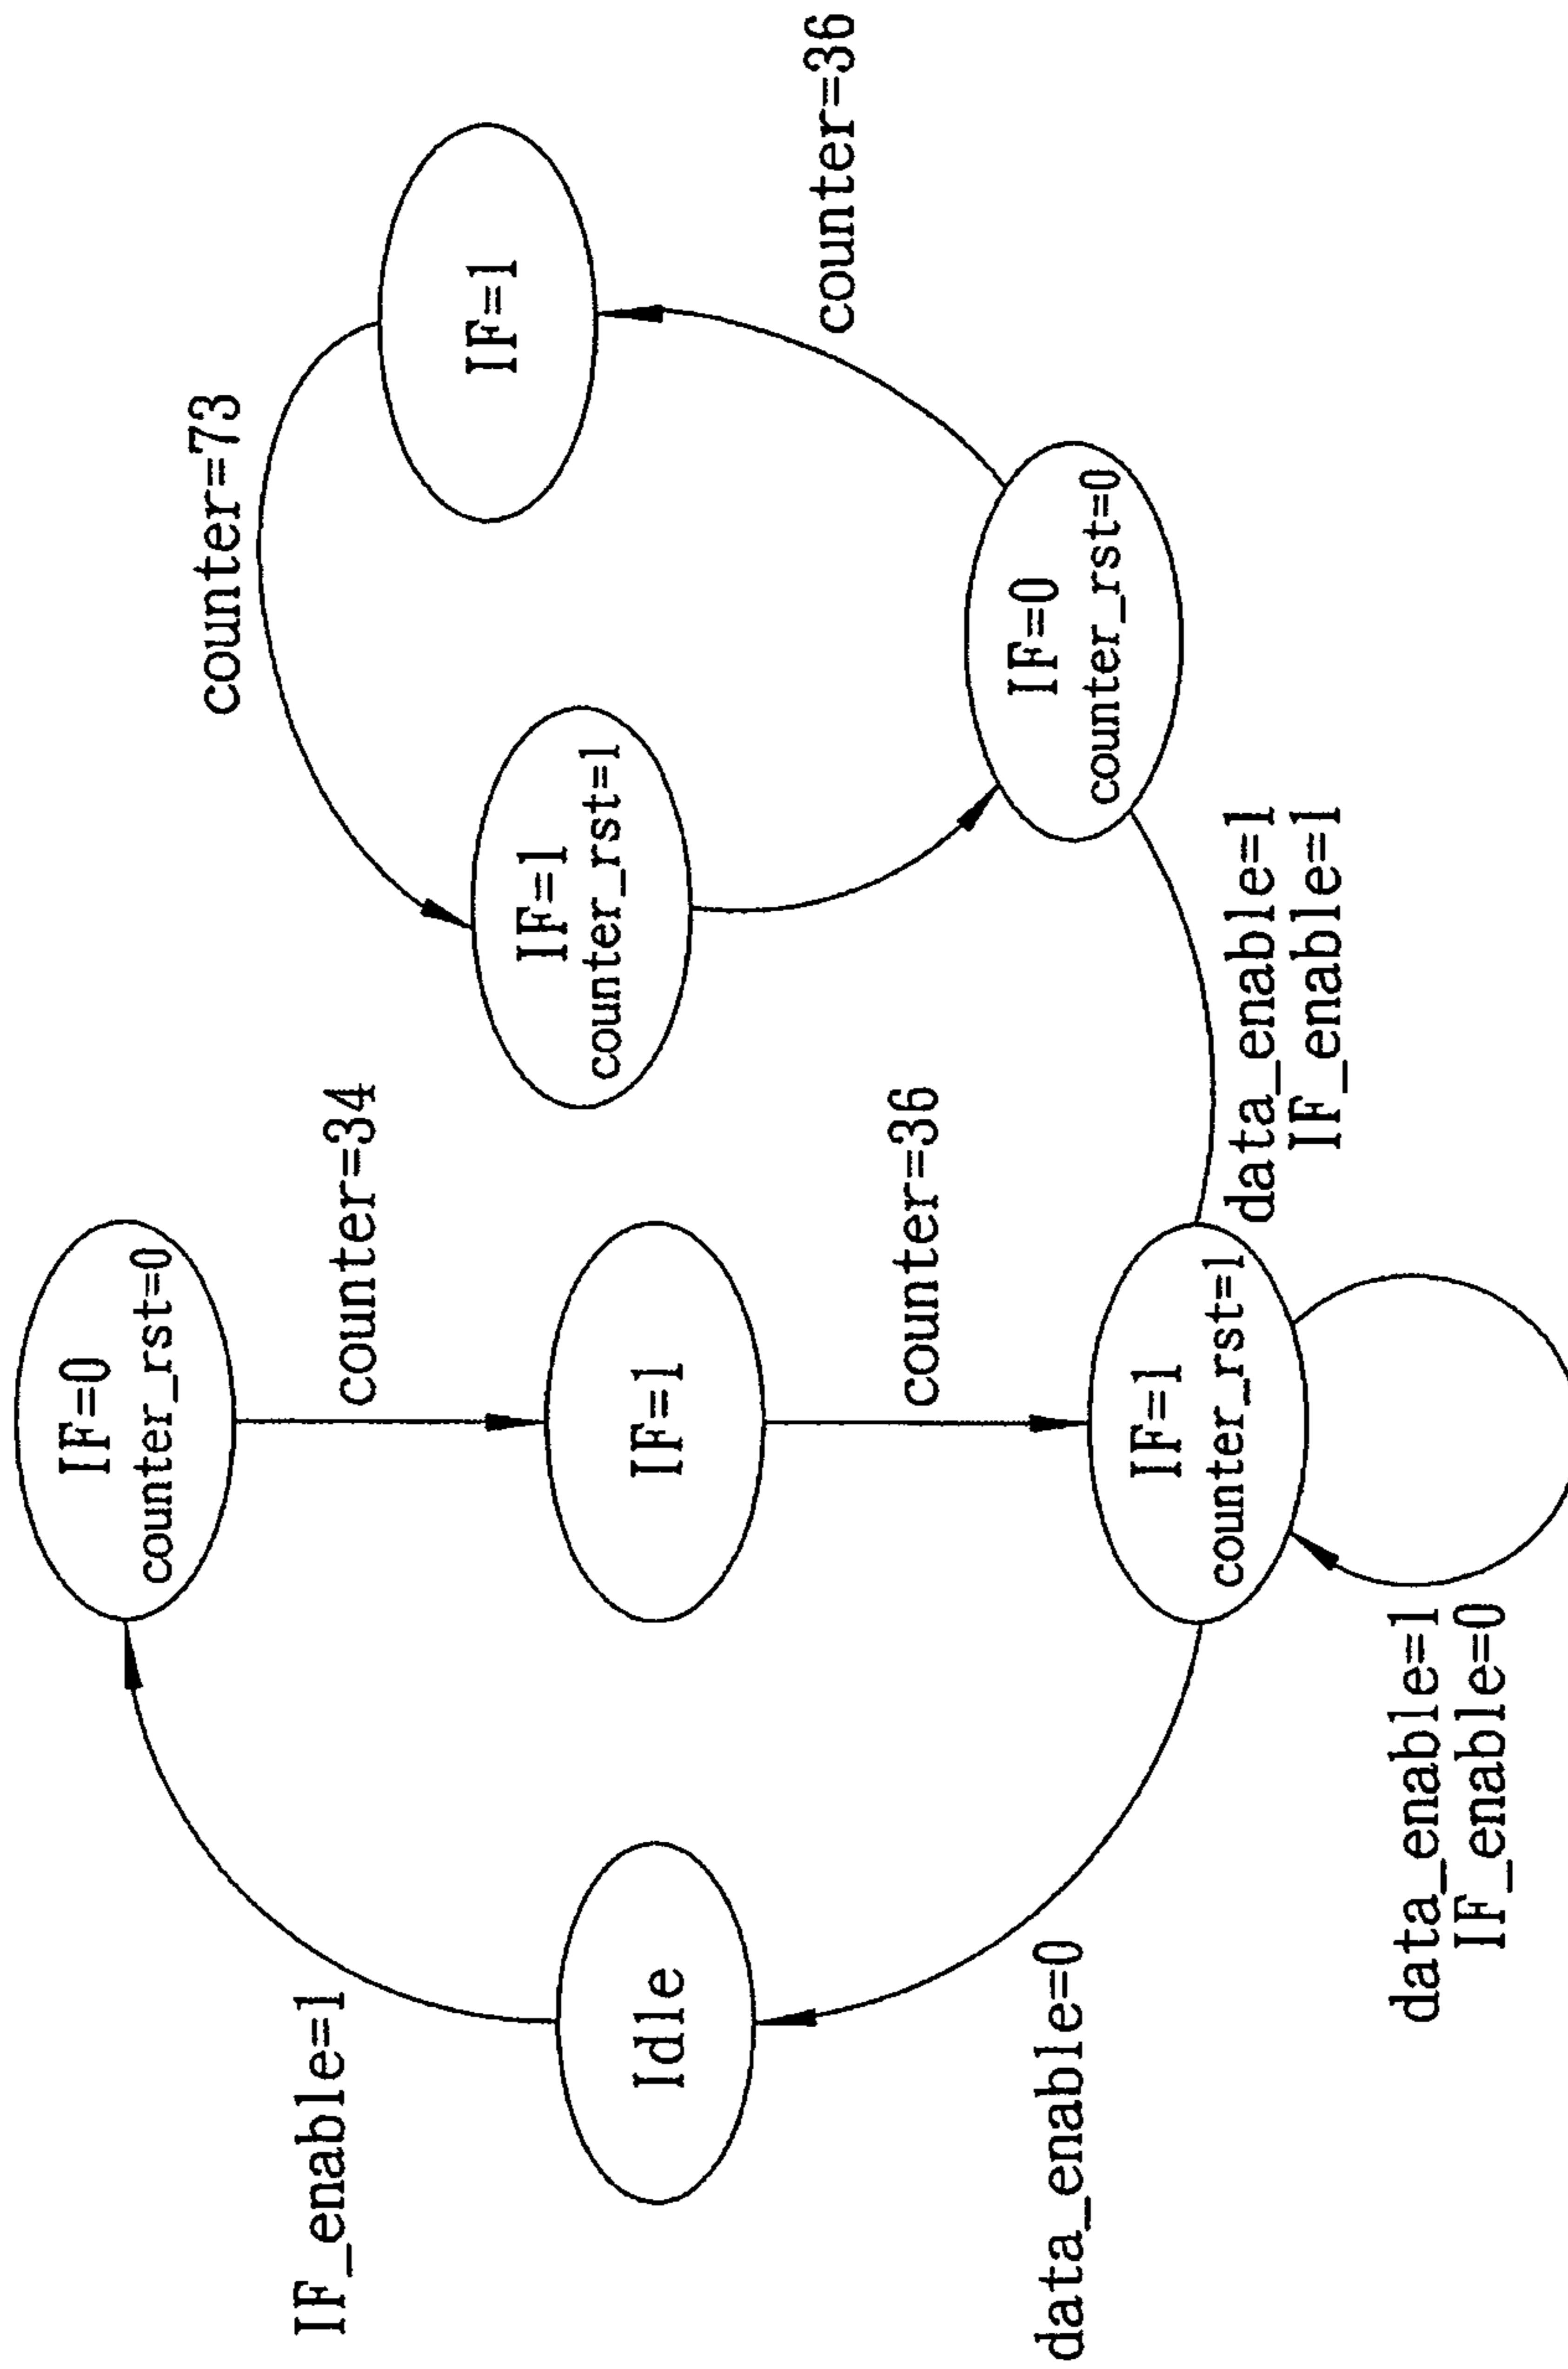 IF_enable=1
Idle
data_enable=0
IF=0
counter_rst=0
counter=34
IF=1
counter=36
IF=1
counter_rst=1
data_enable=1
IF_enable=0
data_enable=1
IF_enable=1
counter=73
IF=1
counter_rst=1
IF=0
counter_rst=0
IF=1
counter=36